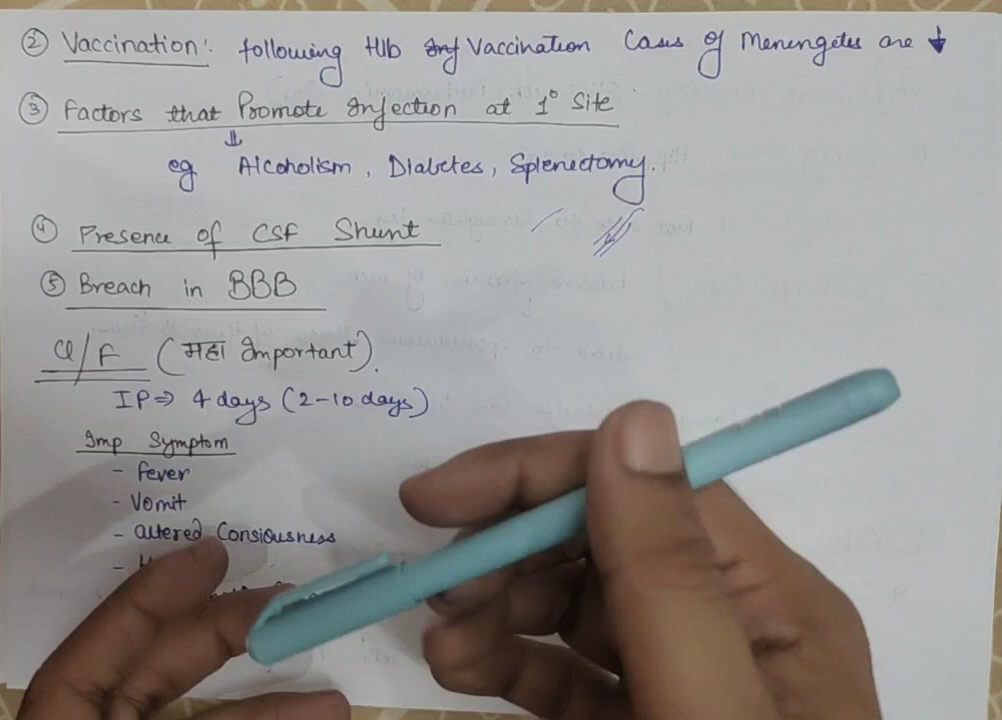 ② Vaccination: following HIb Vaccination Cases of Meningitis are ↓
③ Factors that Promote Infection at 1° Site
⇓
eg Alcoholism, Diabetes, Splenectomy.
④ Presence of CSF Shunt
⑤ Breach in BBB
C/F (महा Important).
IP ⇒ 4 days (2-10 days)
Imp Symptom
- Fever
- Vomit
- altered Consiousness
-